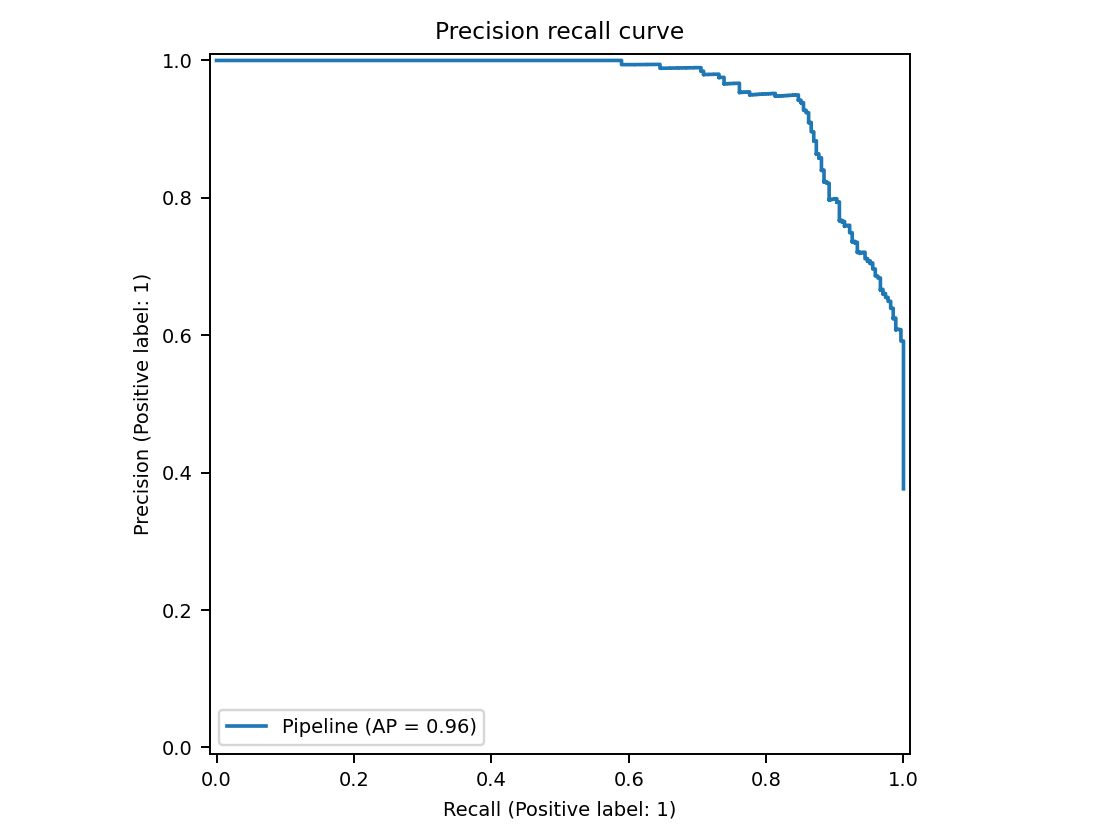 Precision recall curve
1.0
0.8
0.6
0.4
0.2
0.0
Precision (Positive label: 1)
Pipeline (AP = 0.96)
0.0 0.2 0.4 0.6 0.8 1.0
Recall (Positive label: 1)